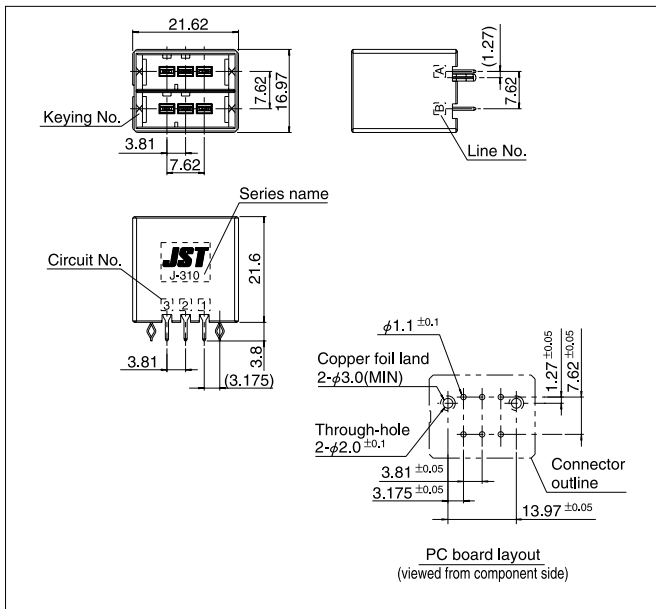 21.62
(1.27)
7.62
16.97
Keying No.
3.81
7.62
A
B
7.62
Line No.
Series name
JST
J-310
Circuit No.
3 2 1
21.6
3.8
3.81
(3.175)
φ1.1 ±0.1
Copper foil land
2-φ3.0(MIN)
Through-hole
2-φ2.0 ±0.1
1.27 ±0.05
7.62 ±0.05
3.81 ±0.05
3.175 ±0.05
Connector
outline
13.97 ±0.05
PC board layout
(viewed from component side)